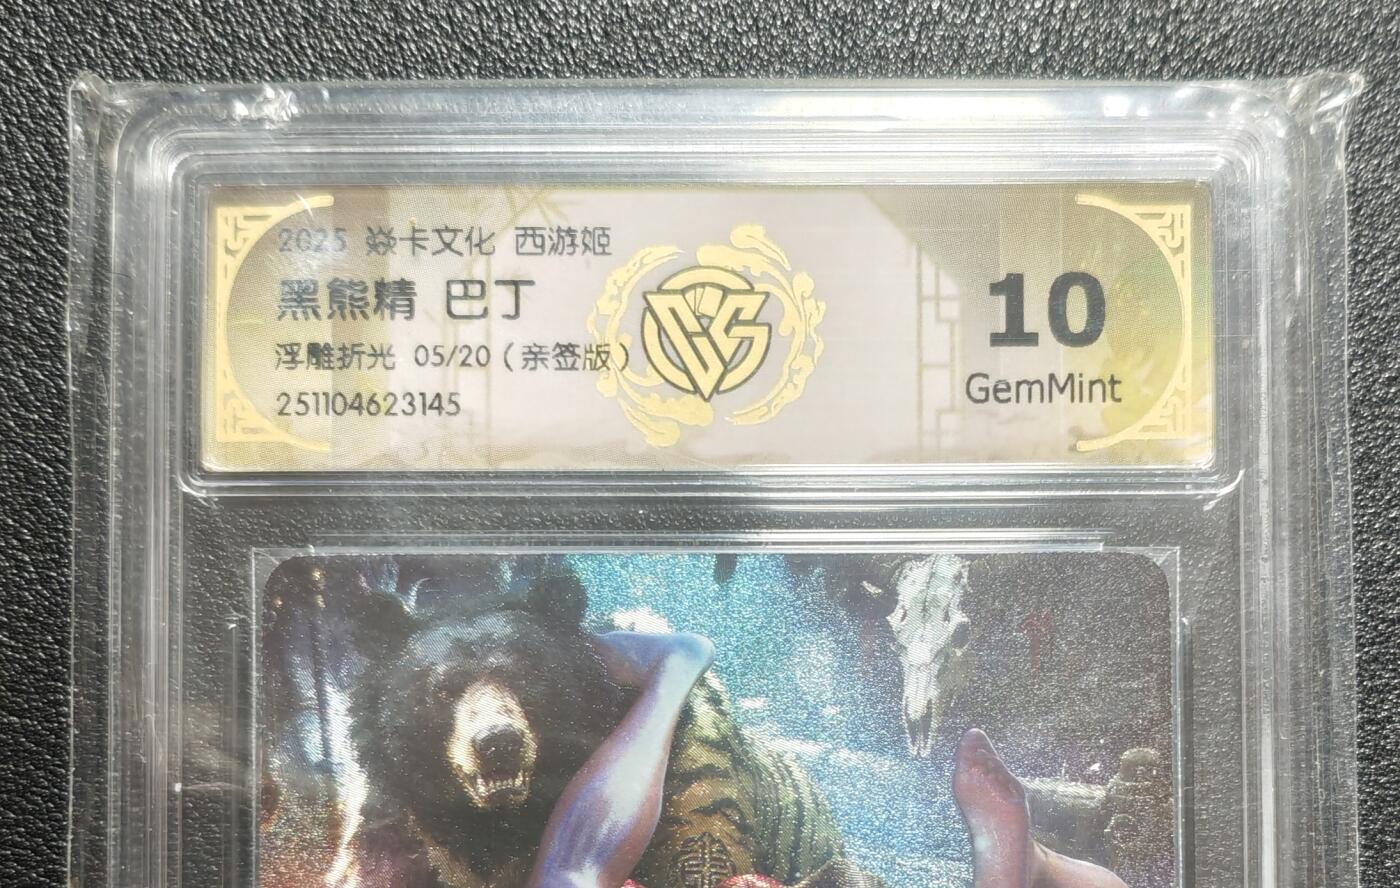 2025 焱卡文化 西游姬
黑熊精 巴丁
浮雕折光 05/20（亲签版）
251104623145
CCS
10
GemMint